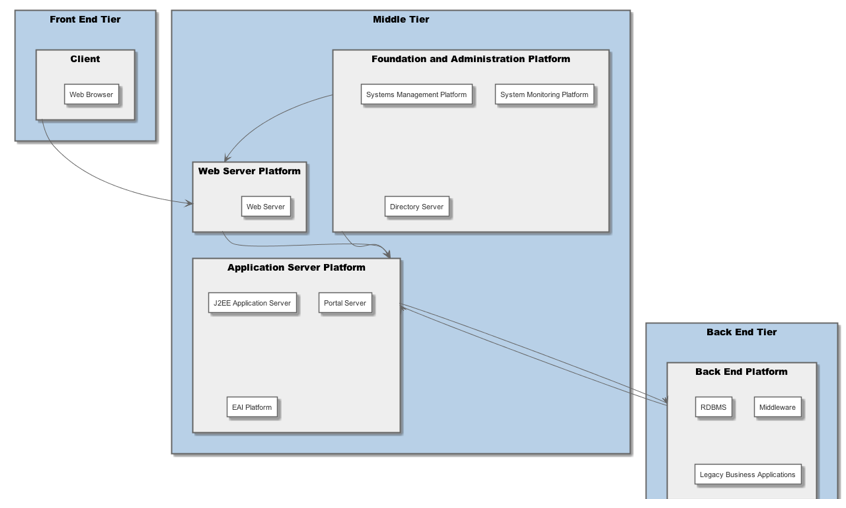 Front End Tier
Client
Web Browser
Middle Tier
Foundation and Administration Platform
Systems Management Platform
System Monitoring Platform
Directory Server
Web Server Platform
Web Server
Application Server Platform
J2EE Application Server
Portal Server
EAI Platform
Back End Tier
Back End Platform
RDBMS
Middleware
Legacy Business Applications